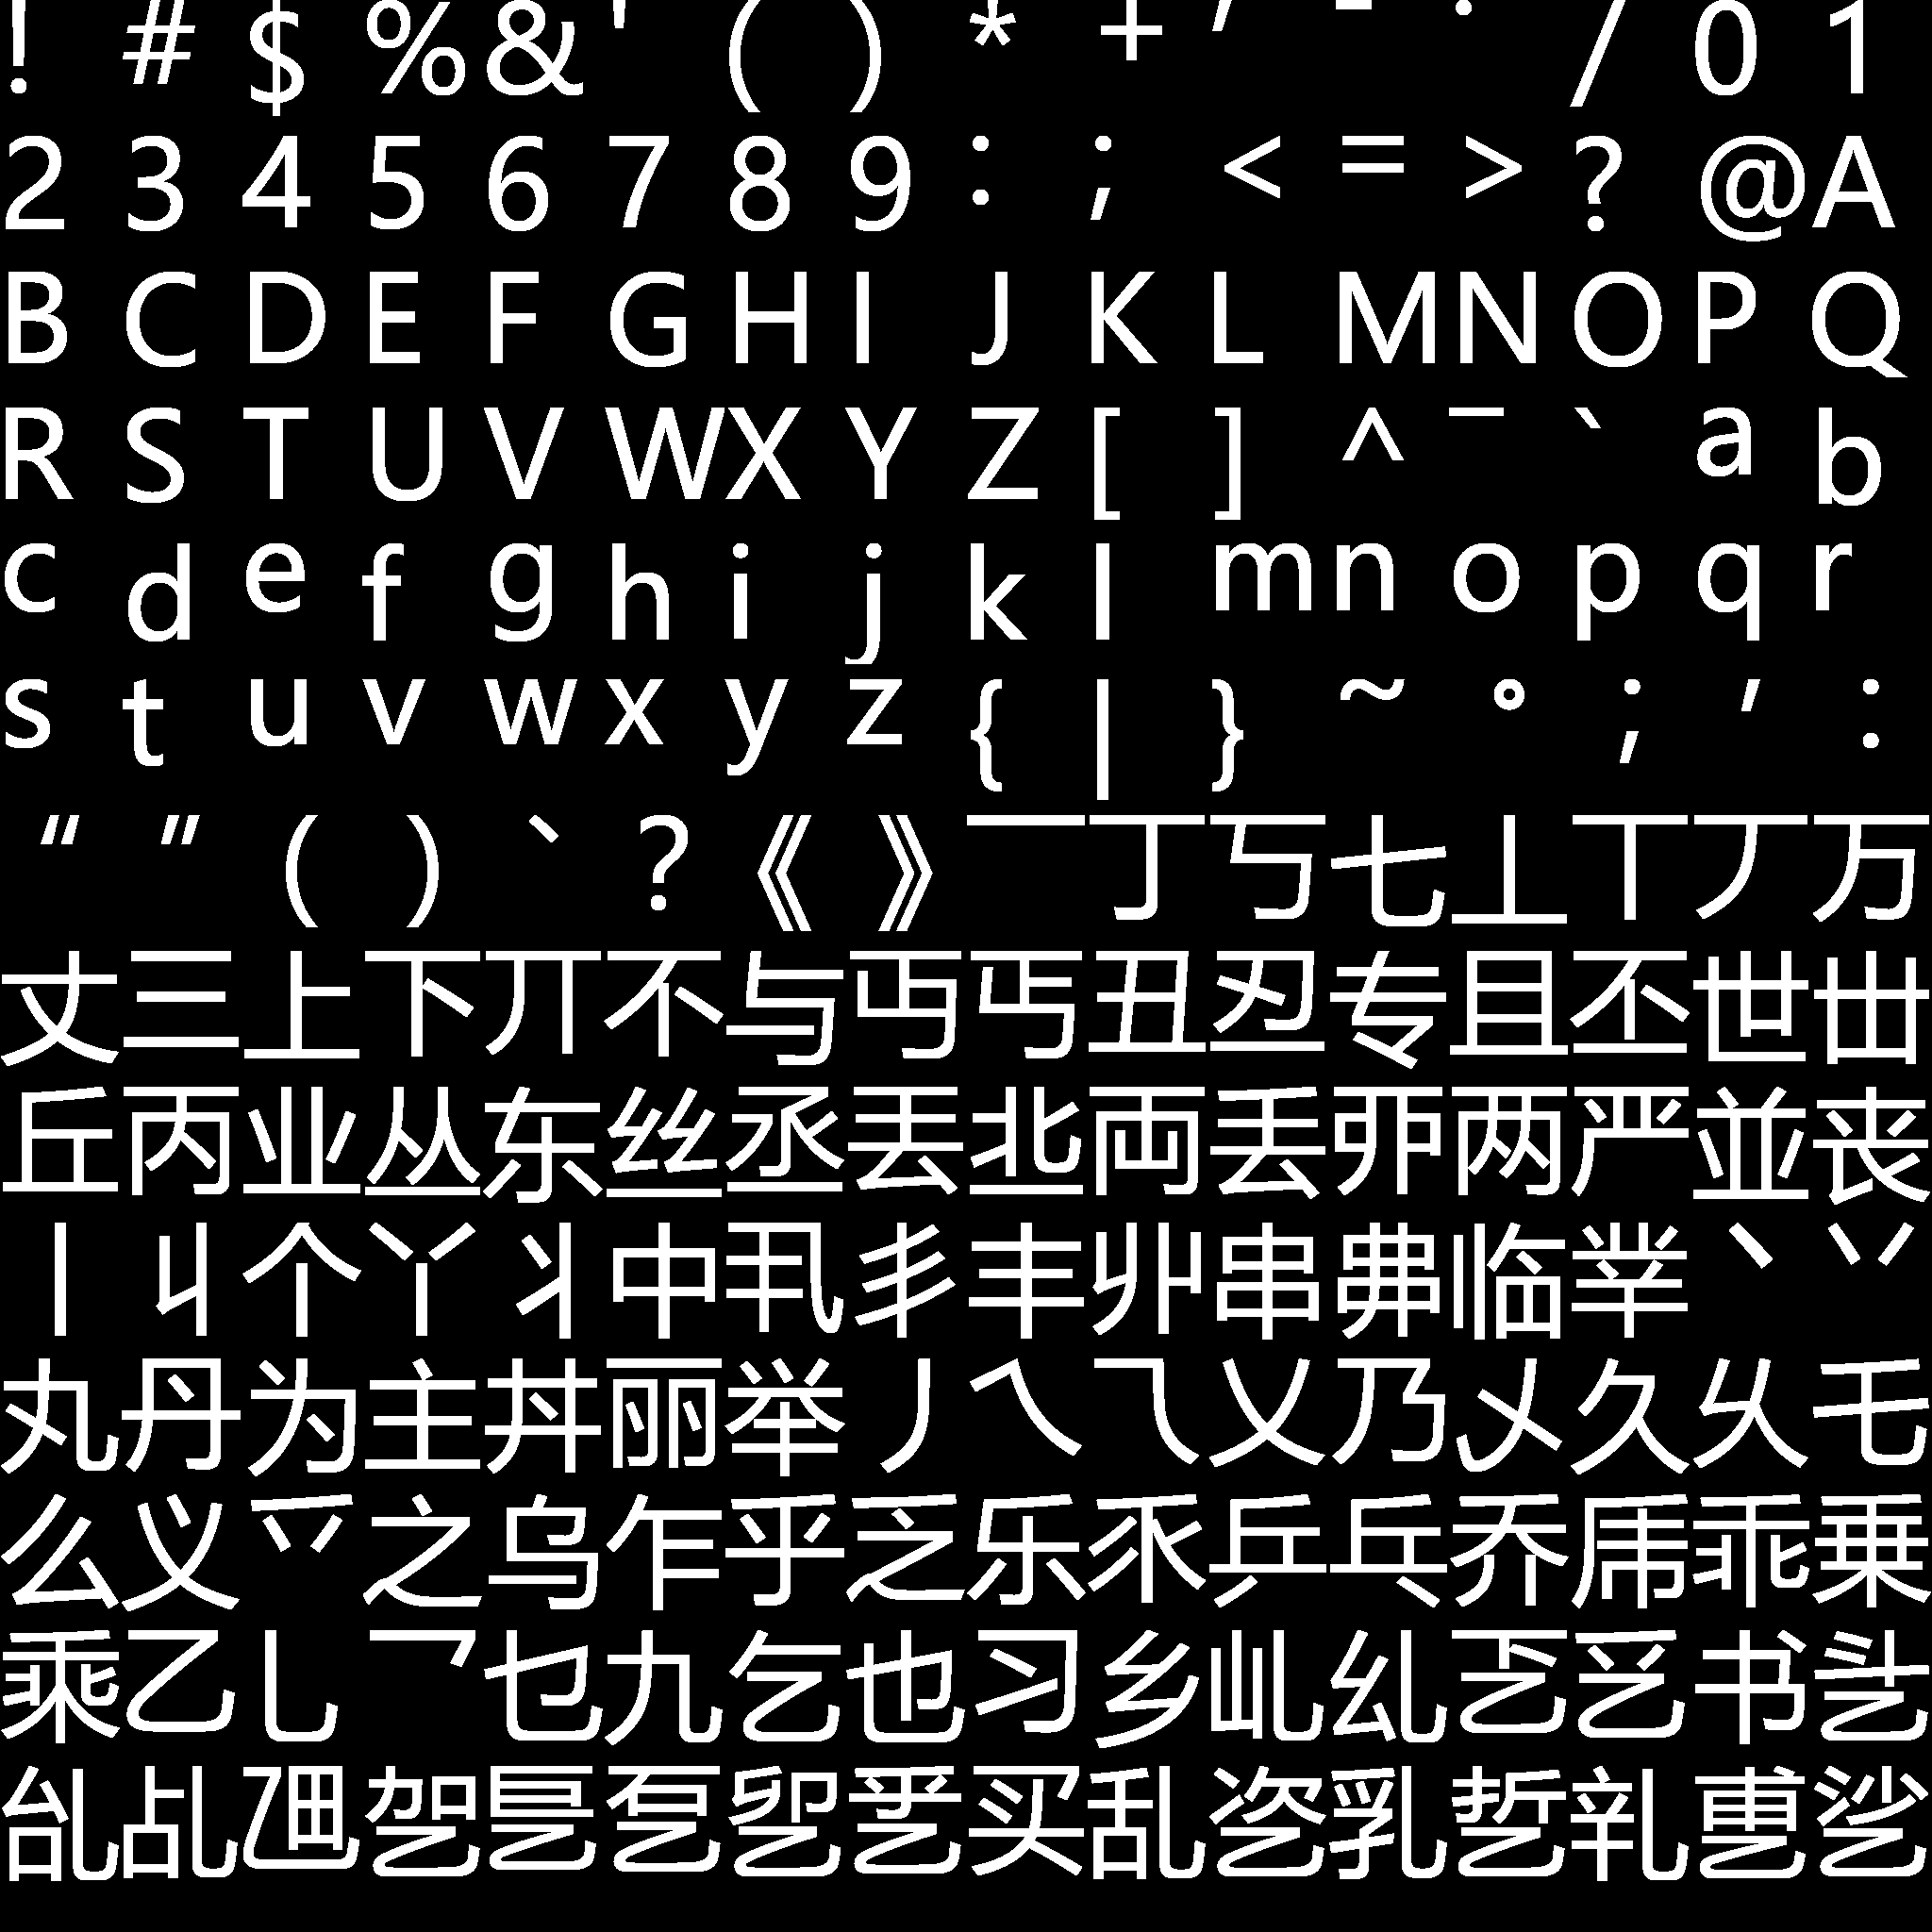 ! # $ % & ' ( ) * + , - . / 0 1
2 3 4 5 6 7 8 9 : ; < = > ? @ A
B C D E F G H I J K L M N O P Q
R S T U V W X Y Z [ ] ^ _ ` a b
c d e f g h i j k l m n o p q r
s t u v w x y z { | } ~ 。 ; , :
“ ” ( ) 、 ? 《 》 一 丁 丂 七 丄 丅 丆 万
丈 三 上 下 丌 不 与 丏 丐 丑 丒 专 且 丕 世 丗
丘 丙 业 丛 东 丝 丞 丟 丠 両 丢 丣 两 严 並 丧
丨 丩 个 丫 丬 中 丮 丯 丰 丱 串 丳 临 丵 丶 丷
丸 丹 为 主 丼 丽 举 丿 乀 乁 乂 乃 乄 久 乆 乇
么 义 乊 之 乌 乍 乎 乏 乐 乑 乒 乓 乔 乕 乖 乗
乘 乙 乚 乛 乜 九 乞 也 习 乡 乢 乣 乤 乥 书 乧
乨 乩 乪 乫 乬 乭 乮 乯 买 乱 乲 乳 乴 乵 乶 乷